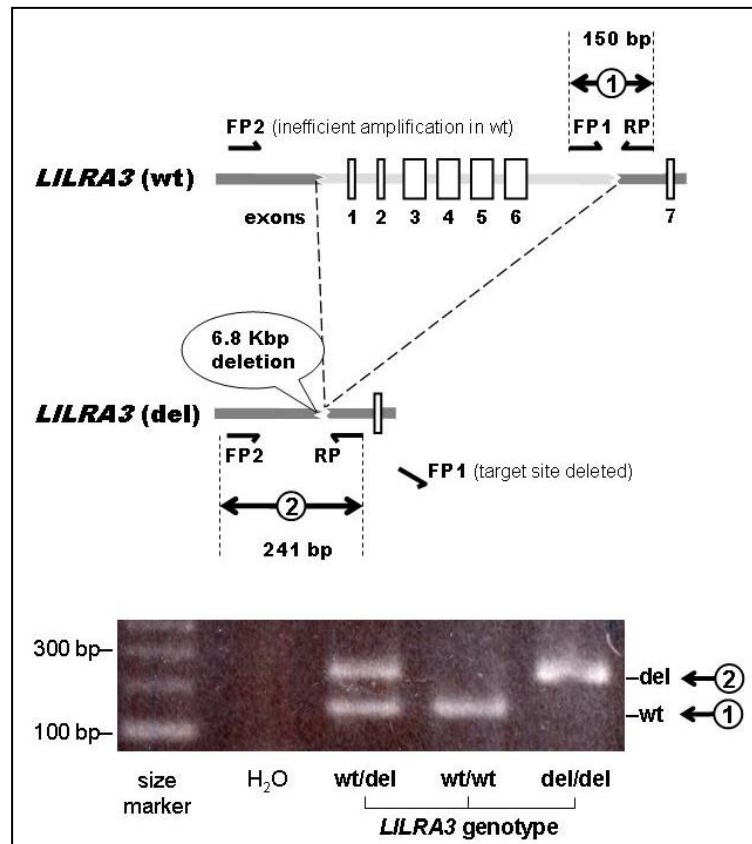 150 bp
①
FP2 (inefficient amplification in wt)
FP1 RP
LILRA3 (wt)
exons 1 2 3 4 5 6 7
6.8 Kbp
deletion
LILRA3 (del)
FP2 RP
FP1 (target site deleted)
②
241 bp
300 bp–
–del ②
–wt ①
100 bp–
size
marker
H₂O wt/del wt/wt del/del
LILRA3 genotype